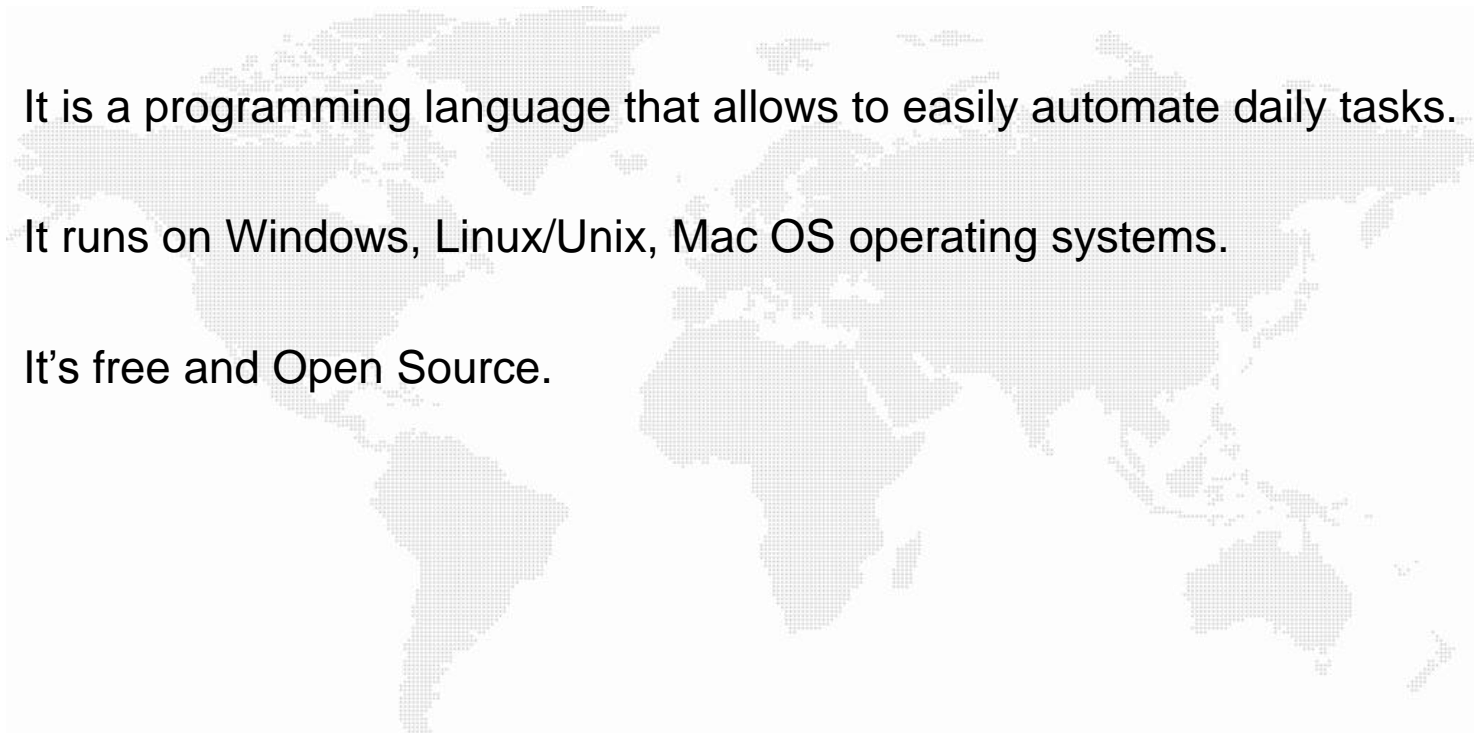 It is a programming language that allows to easily automate daily tasks.
It runs on Windows, Linux/Unix, Mac OS operating systems.
It’s free and Open Source.